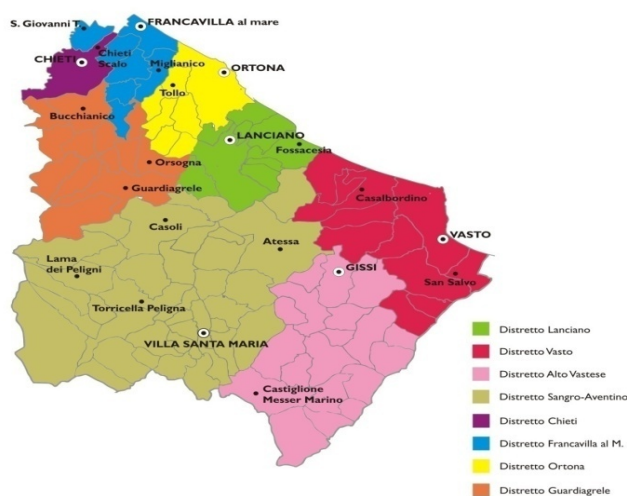 S. Giovanni T.
FRANCAVILLA al mare
CHIETI
Chieti
Scalo
Miglianico
ORTONA
Tollo
Bucchianico
LANCIANO
Fossacesia
Orsogna
Guardiagrele
Casalbordino
Casoli
VASTO
Atessa
GISSI
Lama
dei Peligni
San Salvo
Torricella Peligna
VILLA SANTA MARIA
Castiglione
Messer Marino
Distretto Lanciano
Distretto Vasto
Distretto Alto Vastese
Distretto Sangro-Aventino
Distretto Chieti
Distretto Francavilla al M.
Distretto Ortona
Distretto Guardiagrele